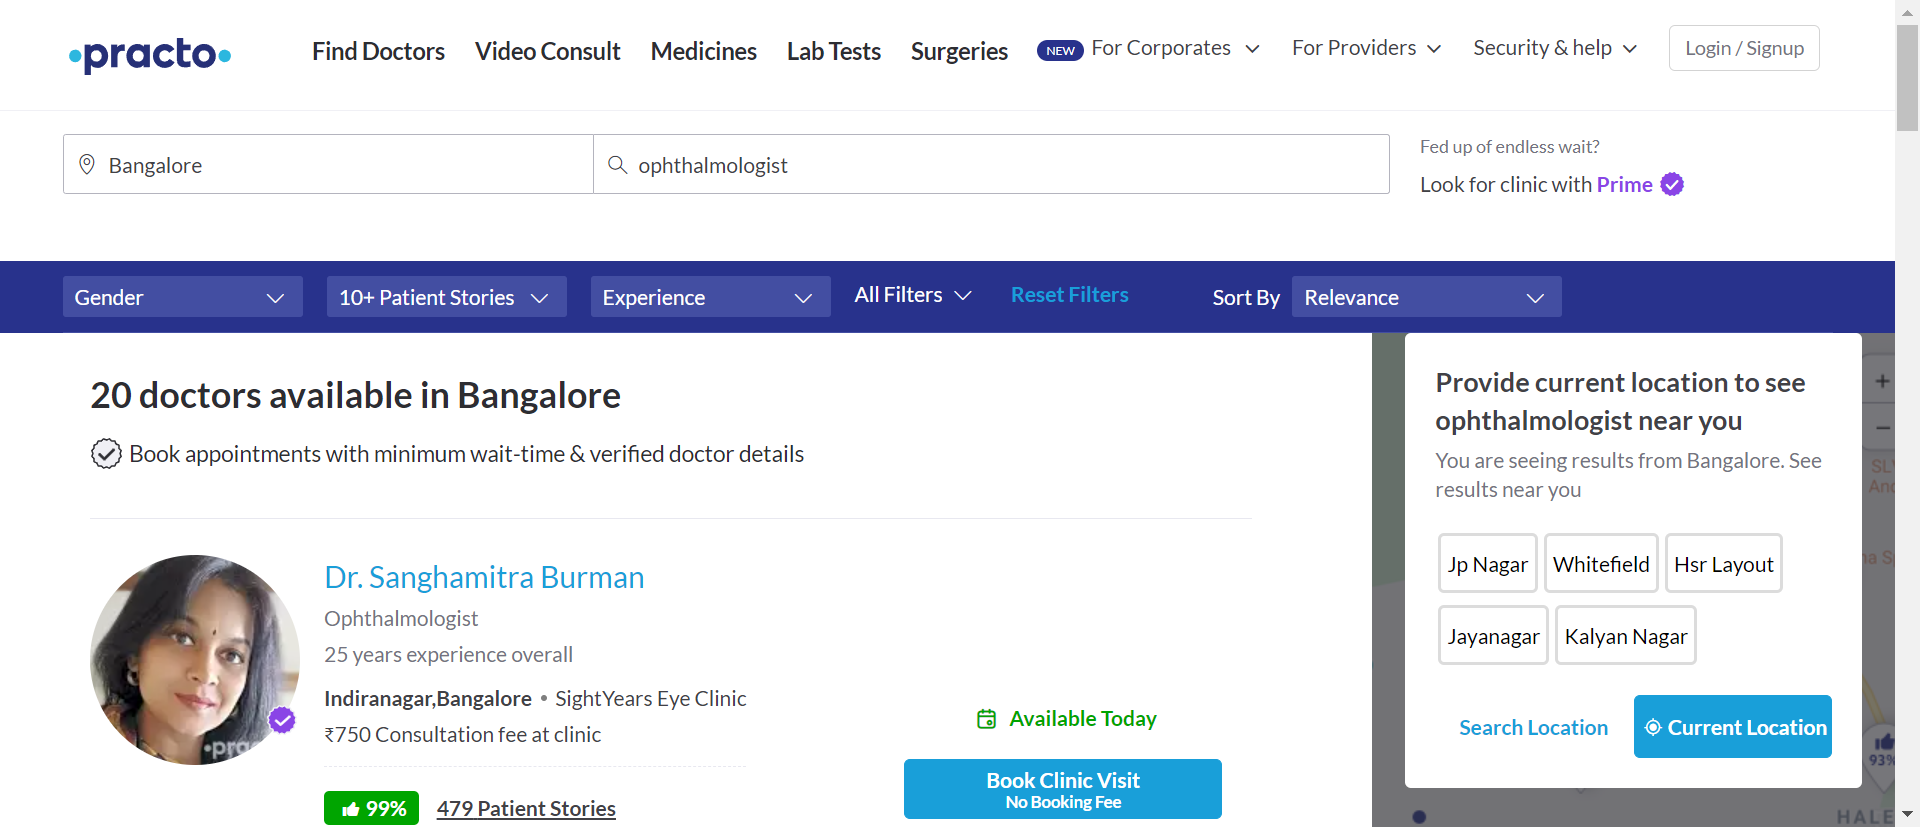 practo
Find Doctors
Video Consult
Medicines
Lab Tests
Surgeries
NEW
For Corporates
For Providers
Security & help
Login / Signup
Bangalore
ophthalmologist
Fed up of endless wait?
Look for clinic with Prime
Gender
10+ Patient Stories
Experience
All Filters
Reset Filters
Sort By
Relevance
20 doctors available in Bangalore
Book appointments with minimum wait-time & verified doctor details
Dr. Sanghamitra Burman
Ophthalmologist
25 years experience overall
Indiranagar,Bangalore • SightYears Eye Clinic
₹750 Consultation fee at clinic
99%
479 Patient Stories
Available Today
Book Clinic Visit
No Booking Fee
Provide current location to see
ophthalmologist near you
You are seeing results from Bangalore. See
results near you
Jp Nagar
Whitefield
Hsr Layout
Jayanagar
Kalyan Nagar
Search Location
Current Location
93%